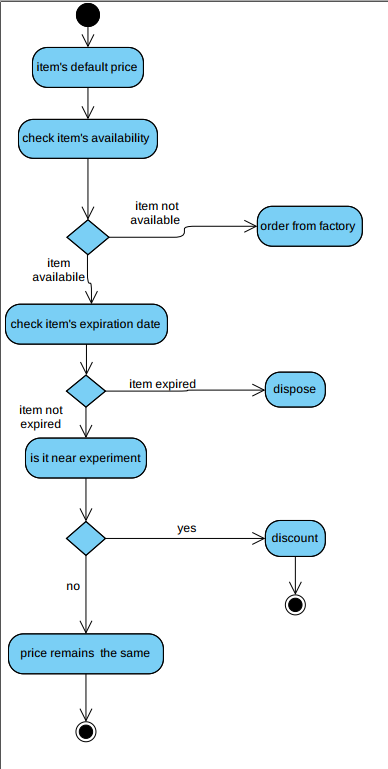 item's default price
check item's availability
item not
available
order from factory
item
availabile
check item's expiration date
item expired
dispose
item not
expired
is it near experiment
yes
discount
no
price remains  the same